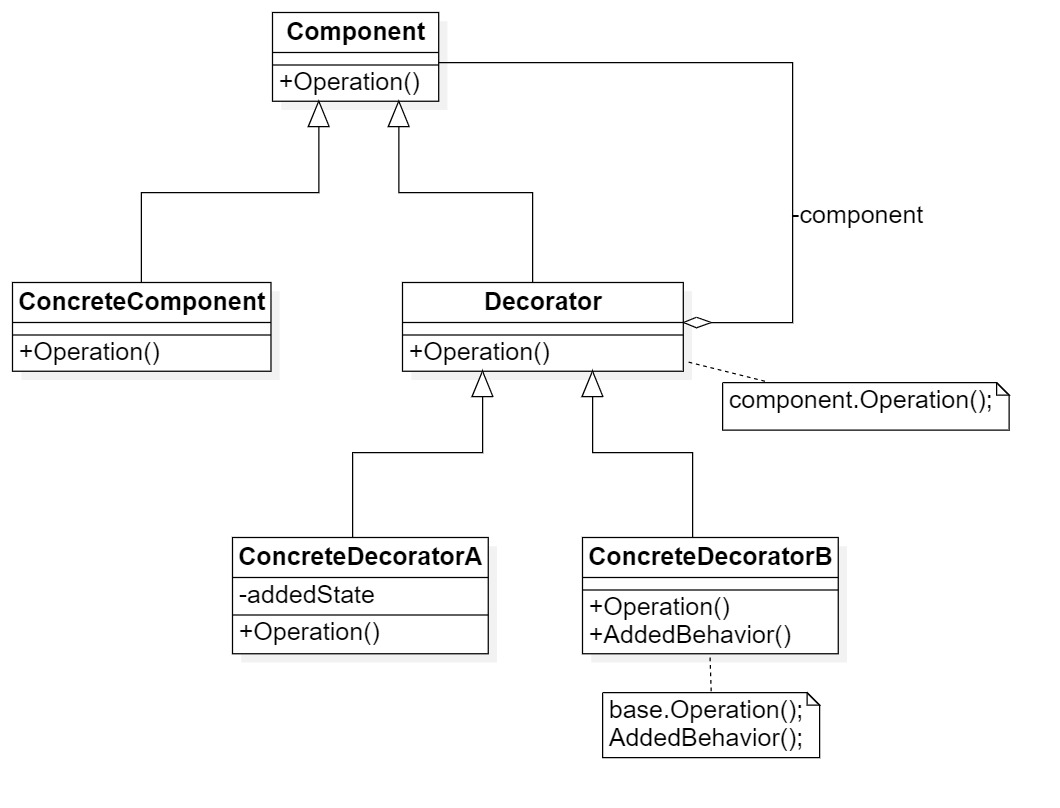 Component
+Operation()
-component
ConcreteComponent
+Operation()
Decorator
+Operation()
component.Operation();
ConcreteDecoratorA
-addedState
+Operation()
ConcreteDecoratorB
+Operation()
+AddedBehavior()
base.Operation();
AddedBehavior();